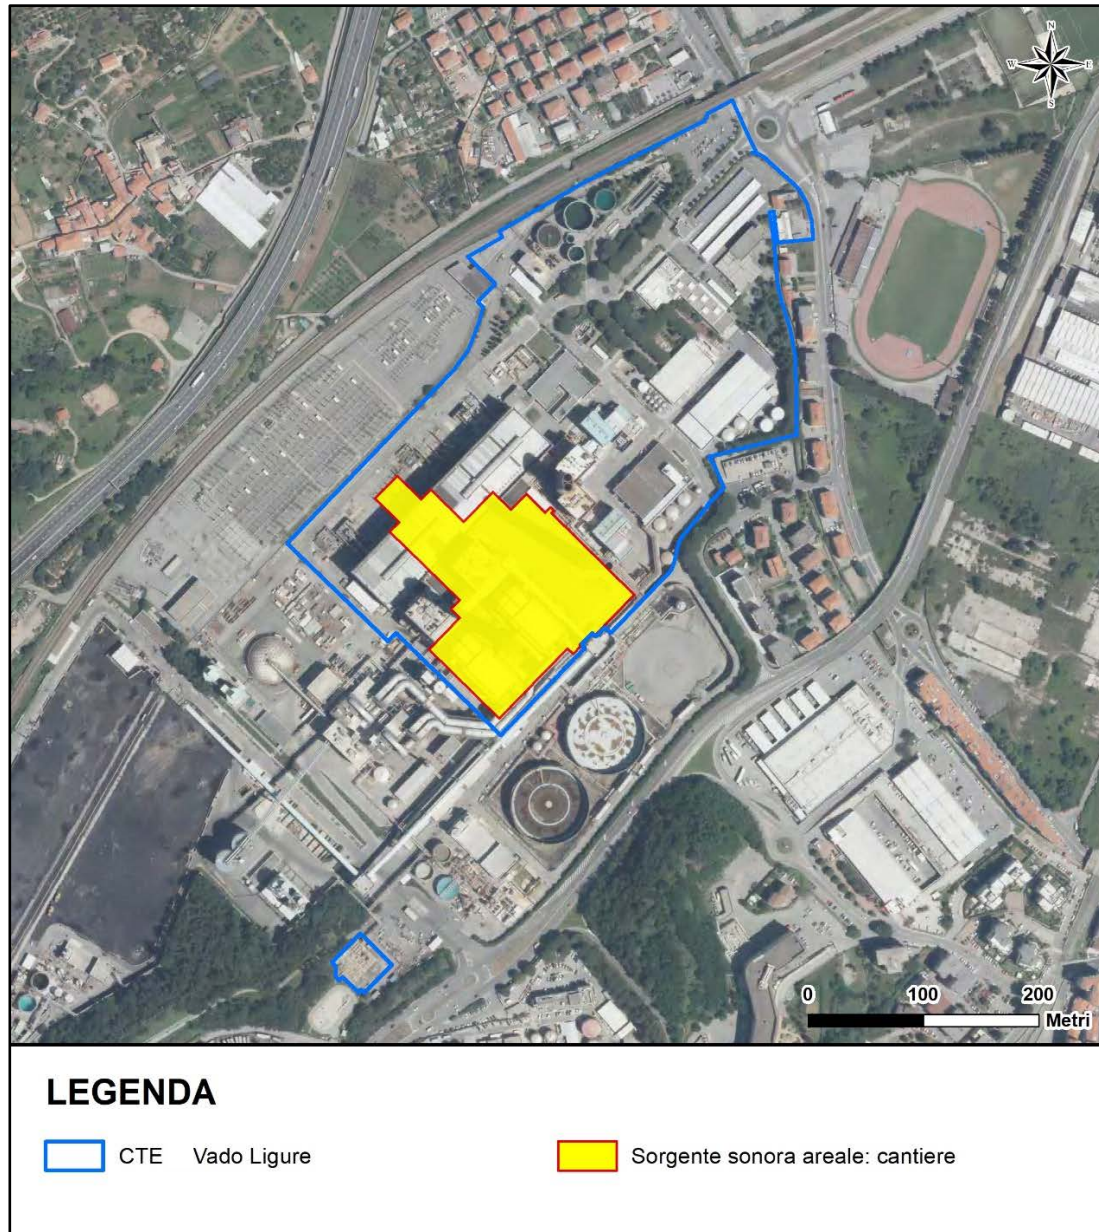 N
W E
S
0 100 200
Metri
LEGENDA
CTE Vado Ligure
Sorgente sonora areale: cantiere